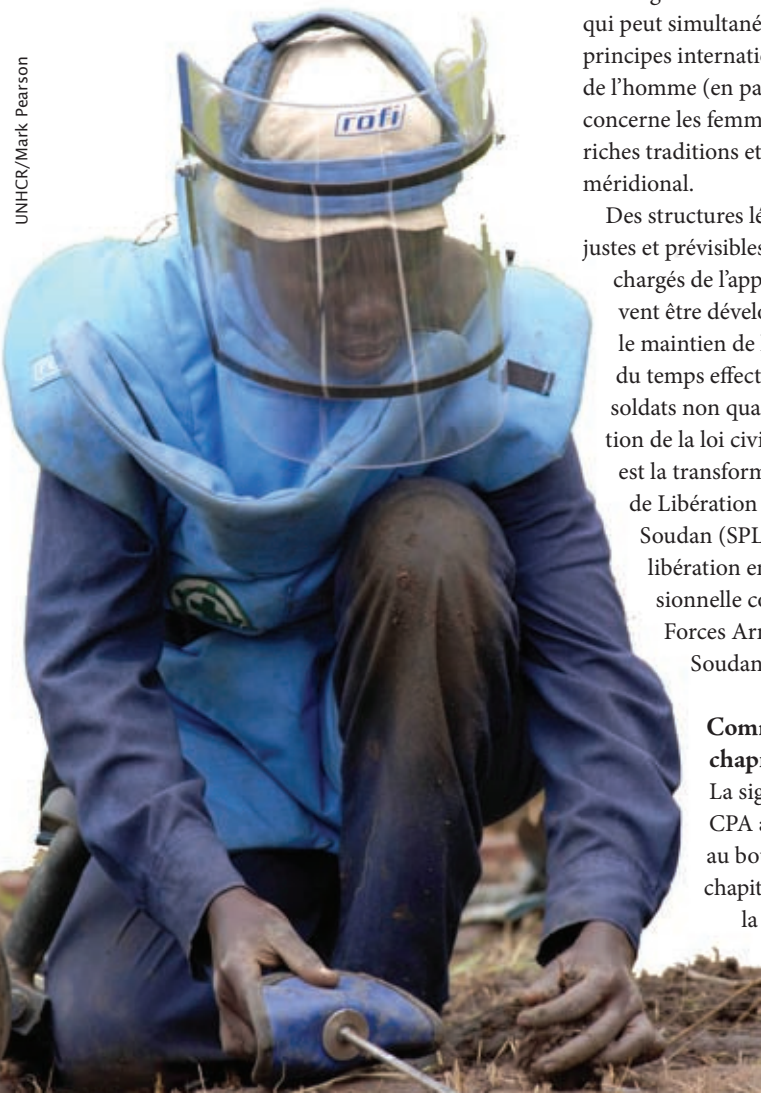 UNHCR/Mark Pearson
rofi
qui peut simultané
principes internatio
de l'homme (en pa
concerne les femm
riches traditions et
méridional.
Des structures lé
justes et prévisibles
chargés de l'app
vent être dévelo
le maintien de
du temps effect
soldats non qua
tion de la loi civi
est la transform
de Libération
Soudan (SPL
libération en
sionnelle co
Forces Ar
Soudan
Com
chap
La sig
CPA a
au bou
chapit
la